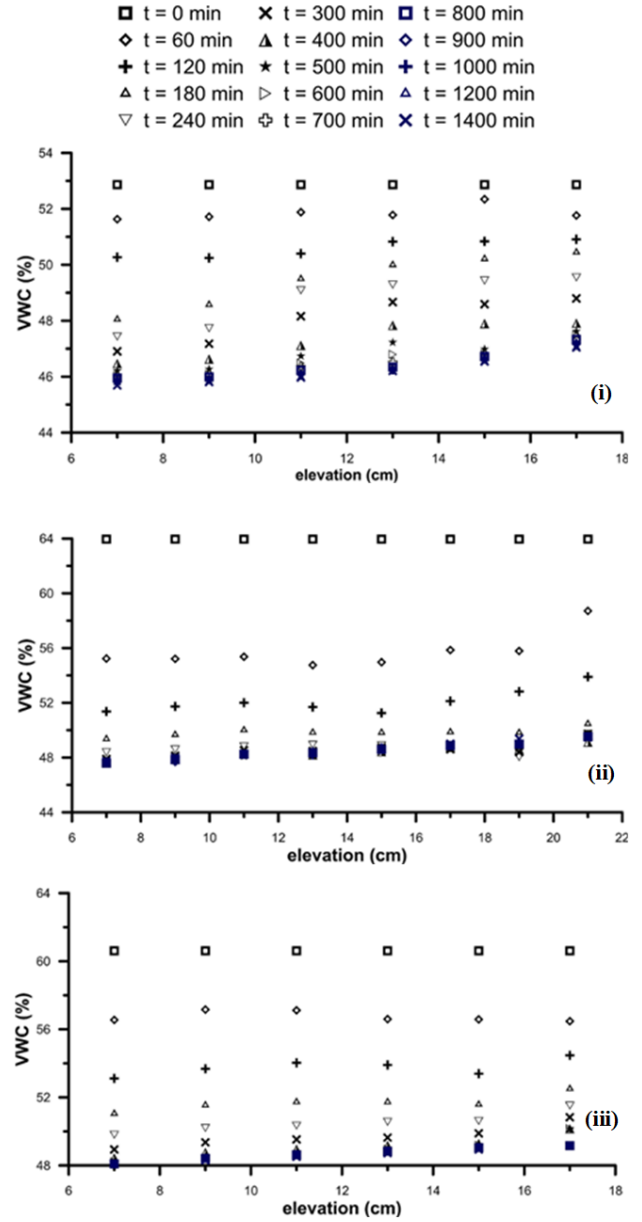 t = 0 min t = 300 min t = 800 min
t = 60 min t = 400 min t = 900 min
t = 120 min t = 500 min t = 1000 min
t = 180 min t = 600 min t = 1200 min
t = 240 min t = 700 min t = 1400 min
54
52
50
48
46
44
VWC (%)
6 8 10 12 14 16 18
elevation (cm)
(i)
64
60
56
52
48
44
VWC (%)
6 8 10 12 14 16 18 20 22
elevation (cm)
(ii)
64
60
56
52
48
VWC (%)
6 8 10 12 14 16 18
elevation (cm)
(iii)